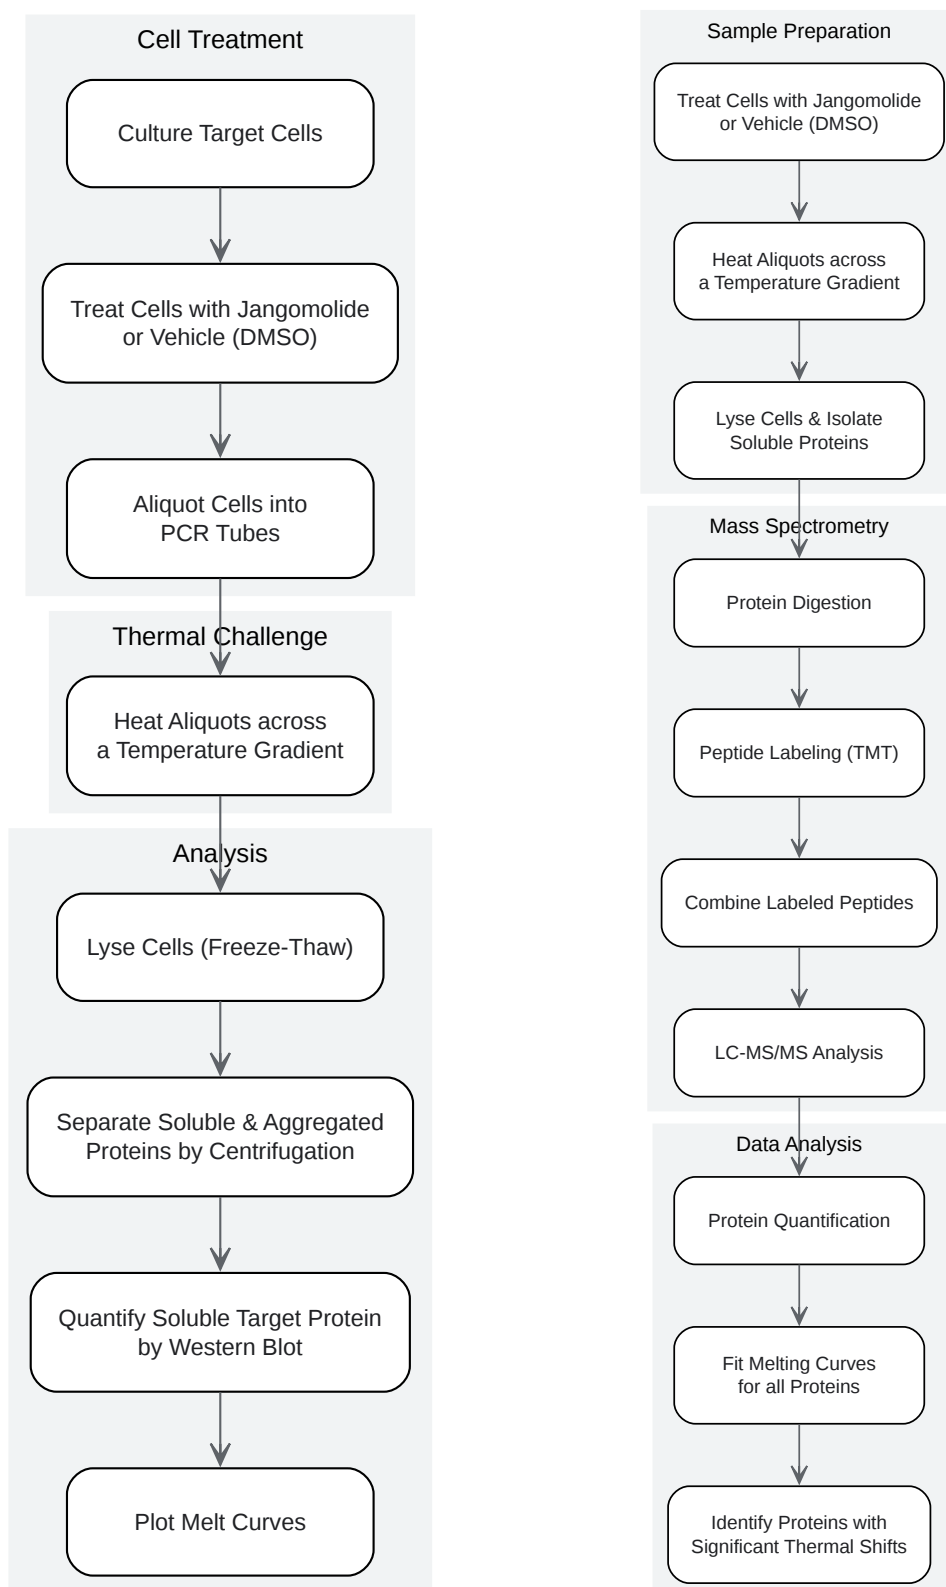 Cell Treatment
Culture Target Cells
Treat Cells with Jangomolide
or Vehicle (DMSO)
Aliquot Cells into
PCR Tubes
Thermal Challenge
Heat Aliquots across
a Temperature Gradient
Analysis
Lyse Cells (Freeze-Thaw)
Separate Soluble & Aggregated
Proteins by Centrifugation
Quantify Soluble Target Protein
by Western Blot
Plot Melt Curves
Sample Preparation
Treat Cells with Jangomolide
or Vehicle (DMSO)
Heat Aliquots across
a Temperature Gradient
Lyse Cells & Isolate
Soluble Proteins
Mass Spectrometry
Protein Digestion
Peptide Labeling (TMT)
Combine Labeled Peptides
LC-MS/MS Analysis
Data Analysis
Protein Quantification
Fit Melting Curves
for all Proteins
Identify Proteins with
Significant Thermal Shifts